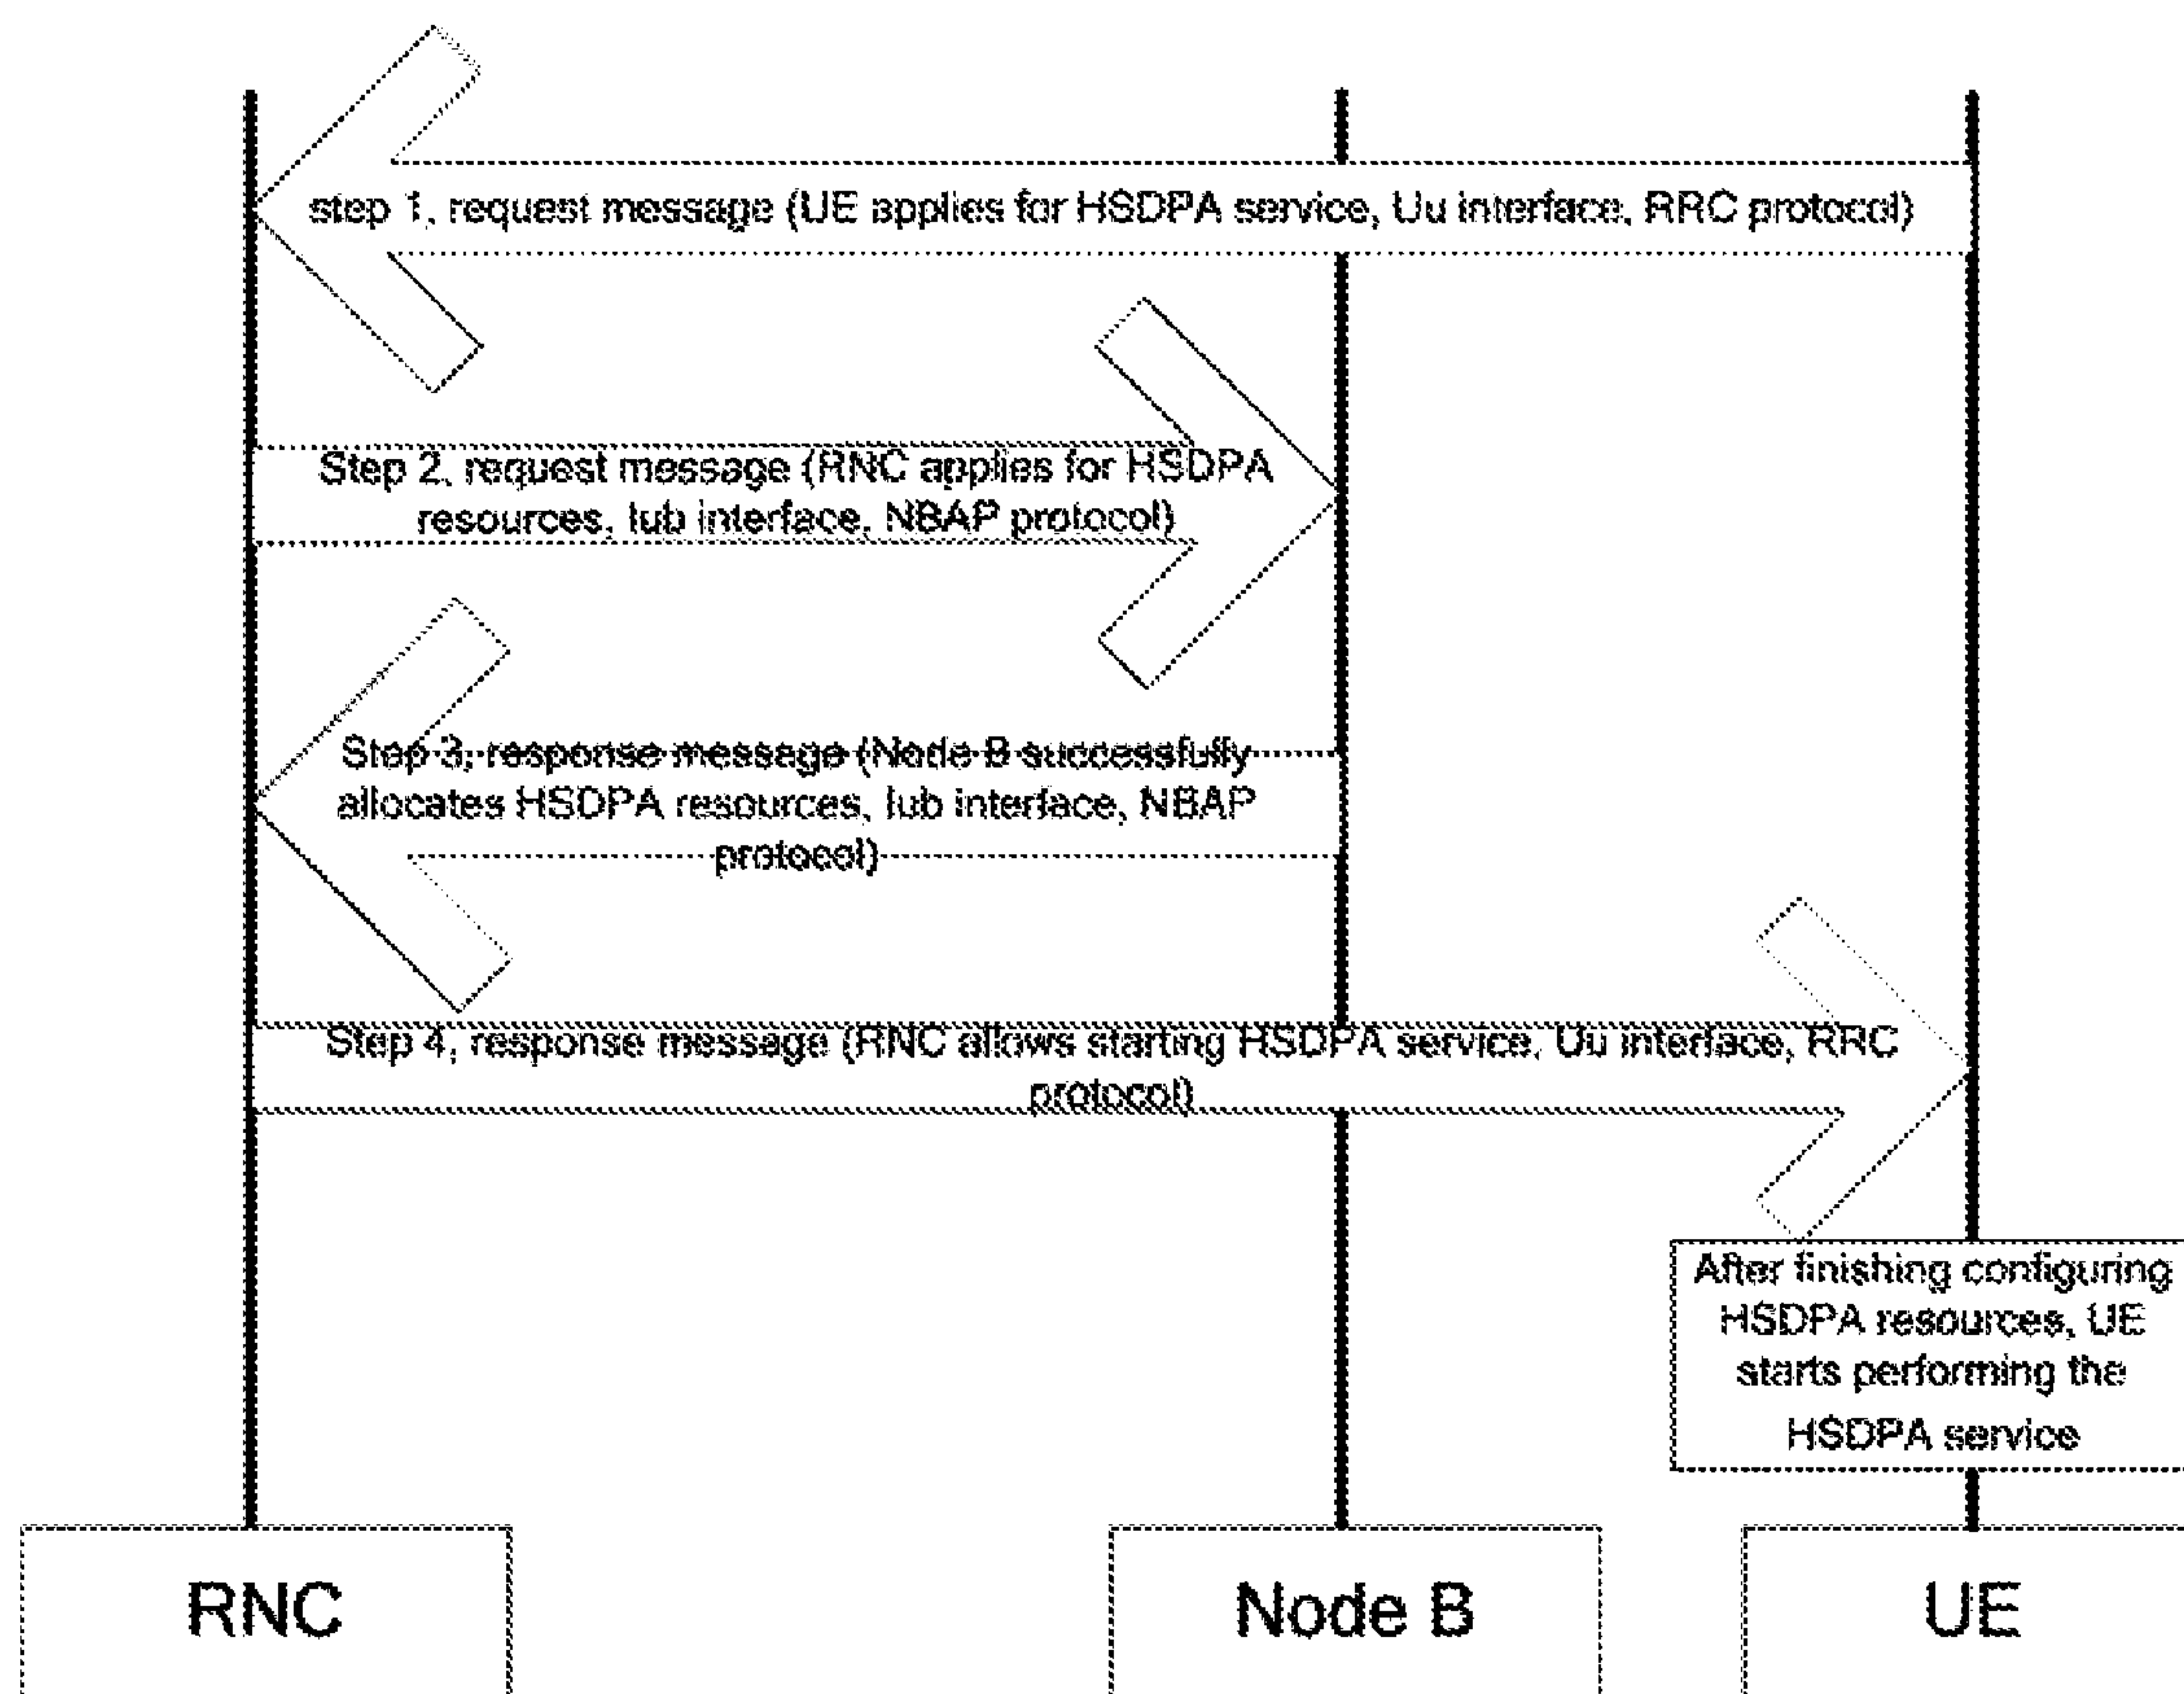 step 1, request message (UE applies for HSDPA service, Uu interface, RRC protocol)
Step 2, request message (RNC applies for HSDPA
resources, Iub interface, NBAP protocol)
Step 3, response message (Node B successfully
allocates HSDPA resources, Iub interface, NBAP
protocol)
Step 4, response message (RNC allows starting HSDPA service, Uu interface, RRC
protocol)
After finishing configuring
HSDPA resources, UE
starts performing the
HSDPA service
RNC
Node B
UE